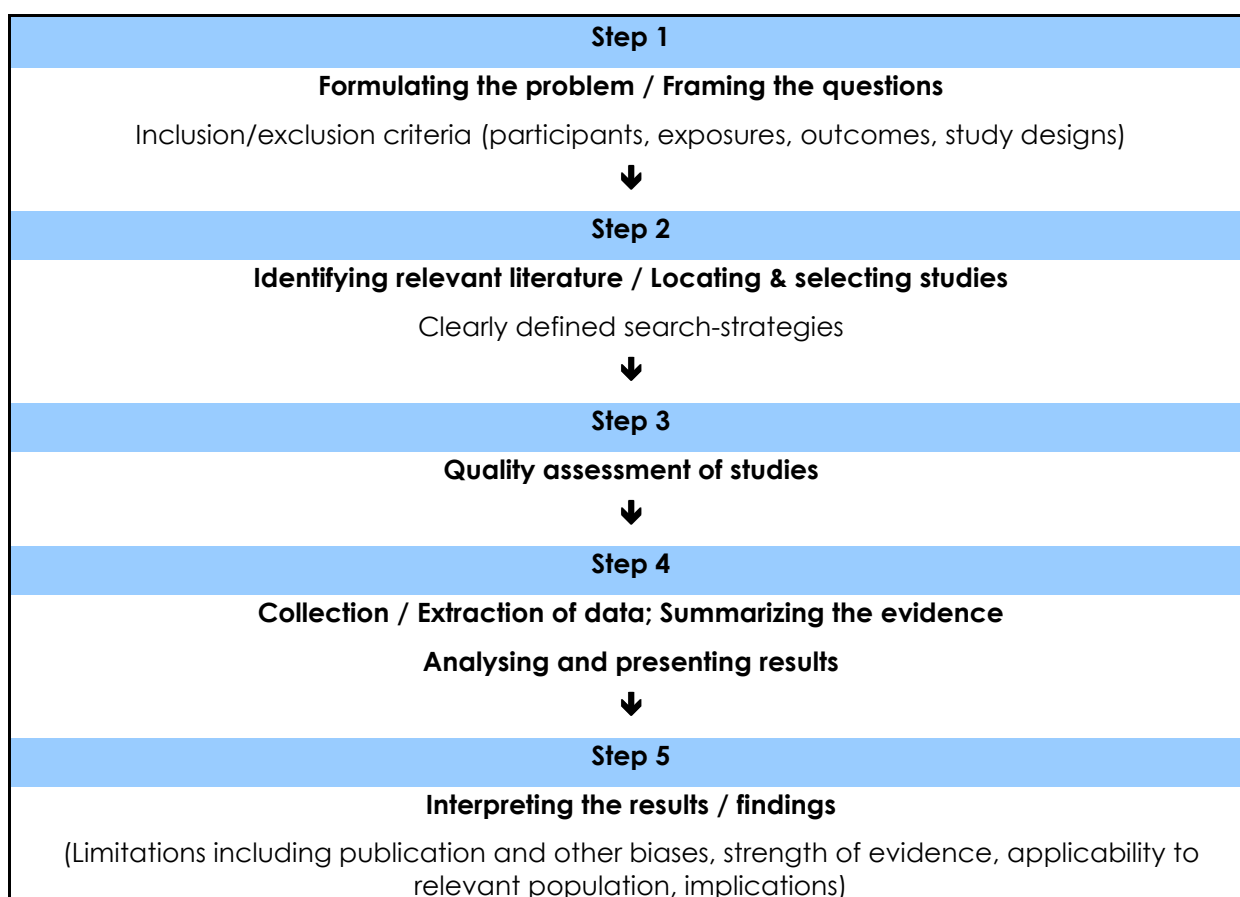 Step 1
Formulating the problem / Framing the questions
Inclusion/exclusion criteria (participants, exposures, outcomes, study designs)
Step 2
Identifying relevant literature / Locating & selecting studies
Clearly defined search-strategies
Step 3
Quality assessment of studies
Step 4
Collection / Extraction of data; Summarizing the evidence
Analysing and presenting results
Step 5
Interpreting the results / findings
(Limitations including publication and other biases, strength of evidence, applicability to
relevant population, implications)